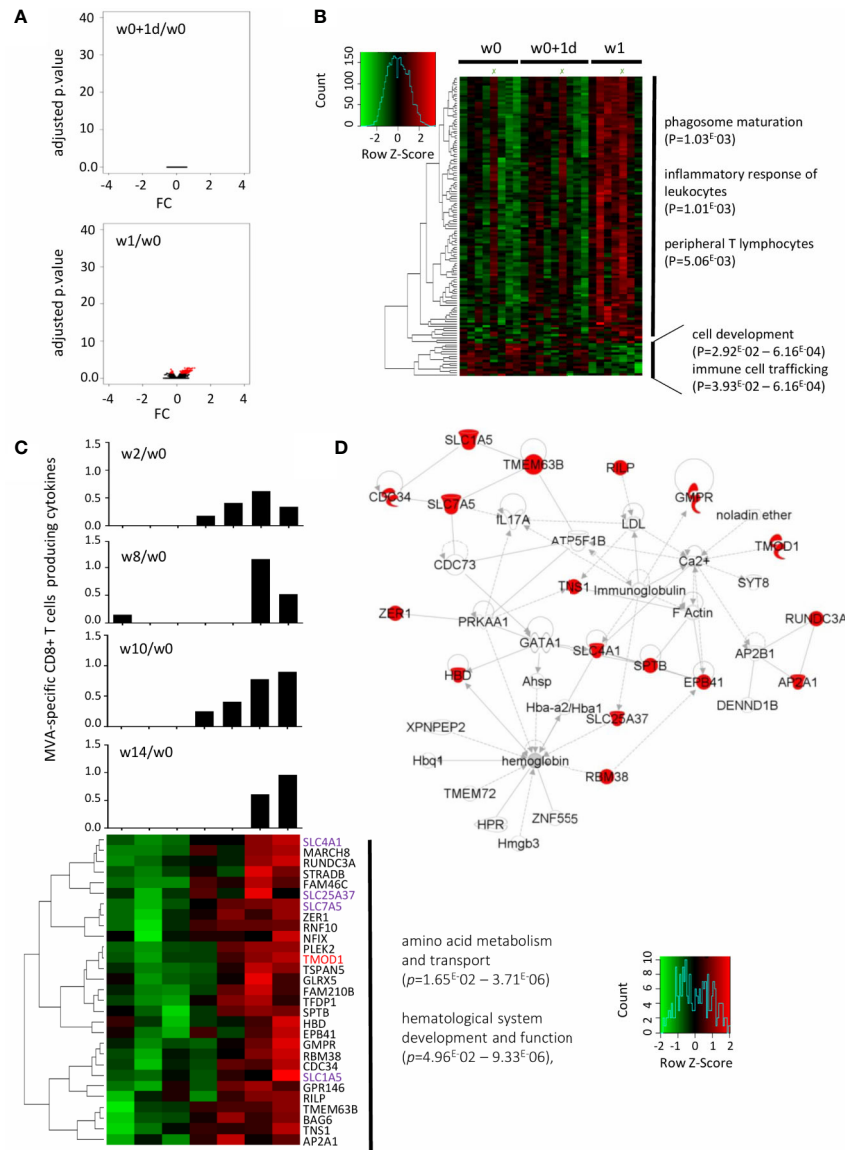 A
w0+1d/w0
adjusted p.value
40
30
20
10
0.0
-4
-2
0
2
4
FC
w1/w0
adjusted p.value
40
30
20
10
0.0
-4
-2
0
2
4
FC
B
w0
w0+1d
w1
Count
150
100
50
0
-2
0
2
Row Z-Score
phagosome maturation
(P=1.03E-03)
inflammatory response of
leukocytes
(P=1.01E-03)
peripheral T lymphocytes
(P=5.06E-03)
cell development
(P=2.92E-02 – 6.16E-04)
immune cell trafficking
(P=3.93E-02 – 6.16E-04)
C
MVA-specific CD8+ T cells producing cytokines
w2/w0
1.5
1.0
0.5
0.0
w8/w0
1.5
1.0
0.5
0.0
w10/w0
1.5
1.0
0.5
0.0
w14/w0
1.5
1.0
0.5
0.0
SLC4A1
MARCH8
RUNDC3A
STRADB
FAM46C
SLC25A37
SLC7A5
ZER1
RNF10
NFIX
PLEK2
TMOD1
TSPAN5
GLRX5
FAM210B
TFDP1
SPTB
HBD
EPB41
GMPR
RBM38
CDC34
SLC1A5
GPR146
RILP
TMEM63B
BAG6
TNS1
AP2A1
D
SLC1A5
TMEM63B
RILP
CDC34
SLC7A5
GMPR
IL17A
LDL
noladin ether
ATP5F1B
TMOD1
CDC73
Ca2+
TNS1
Immunoglobulin
SYT8
ZER1
PRKAA1
F Actin
RUNDC3A
GATA1
SLC4A1
AP2B1
SPTB
HBD
Ahsp
EPB41
AP2A1
Hba-a2/Hba1
DENND1B
SLC25A37
XPNPEP2
Hbq1
hemoglobin
RBM38
TMEM72
ZNF555
HPR
Hmgb3
amino acid metabolism
and transport
(p=1.65E-02 – 3.71E-06)
hematological system
development and function
(p=4.96E-02 – 9.33E-06),
Count
10
8
6
4
2
0
-2
-1
0
1
2
Row Z-Score